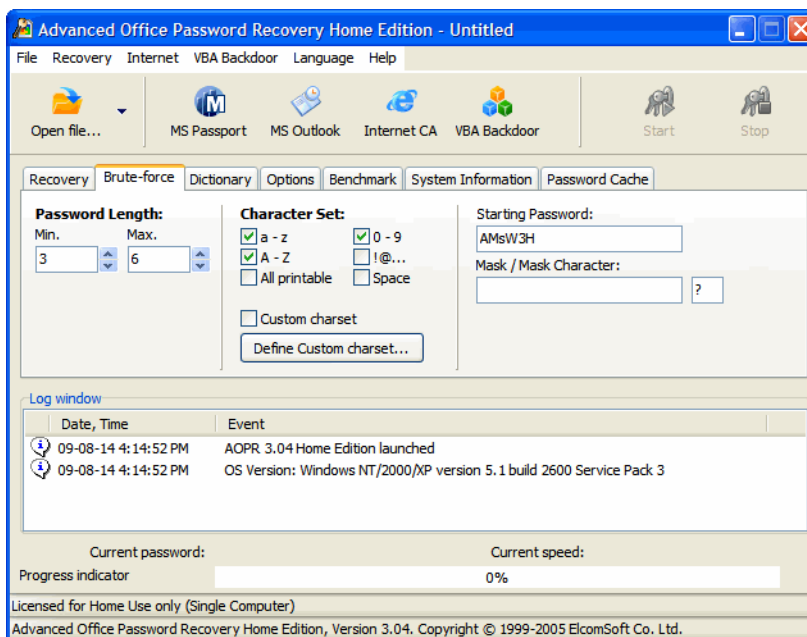 Advanced Office Password Recovery Home Edition - Untitled
File Recovery Internet VBA Backdoor Language Help
Open file... MS Passport MS Outlook Internet CA VBA Backdoor Start Stop
Recovery Brute-force Dictionary Options Benchmark System Information Password Cache
Password Length: Character Set: Starting Password:
Min. Max. a - z 0 - 9
3 6 A - Z !@... AMsW3H
All printable Space Mask / Mask Character:
?
Custom charset
Define Custom charset...
Log window
Date, Time Event
09-08-14 4:14:52 PM AOPR 3.04 Home Edition launched
09-08-14 4:14:52 PM OS Version: Windows NT/2000/XP version 5.1 build 2600 Service Pack 3
Current password: Current speed:
Progress indicator 0%
Licensed for Home Use only (Single Computer)
Advanced Office Password Recovery Home Edition, Version 3.04. Copyright © 1999-2005 ElcomSoft Co. Ltd.